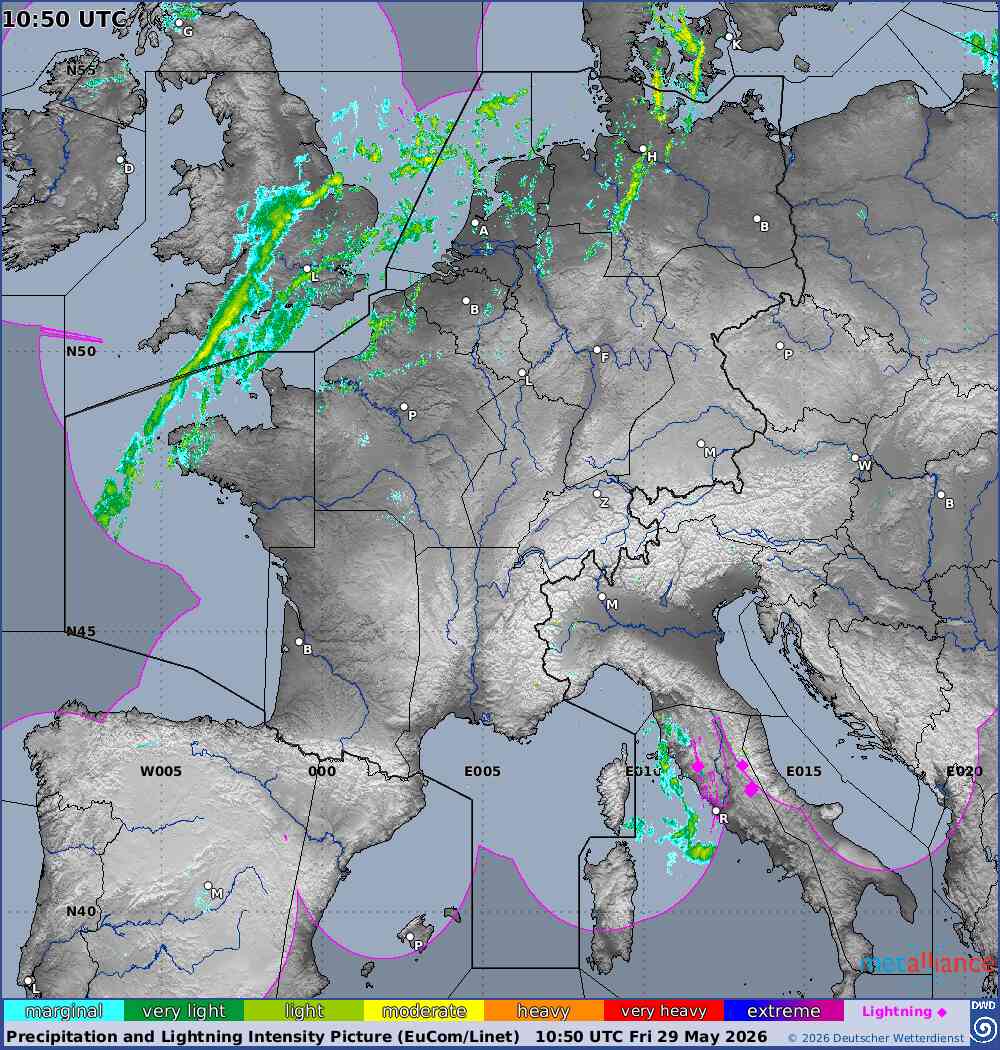 10:50 UTC
G
K
N55
D
H
A
B
L
B
N50
F
P
L
P
M
W
Z
B
M
N45
B
W005
000
E005
E010
E015
E020
R
M
N40
P
L
metalliance
marginal
very light
light
moderate
heavy
very heavy
extreme
Lightning
DWD
Precipitation and Lightning Intensity Picture (EuCom/Linet) 10:50 UTC Fri 29 May 2026
© 2026 Deutscher Wetterdienst